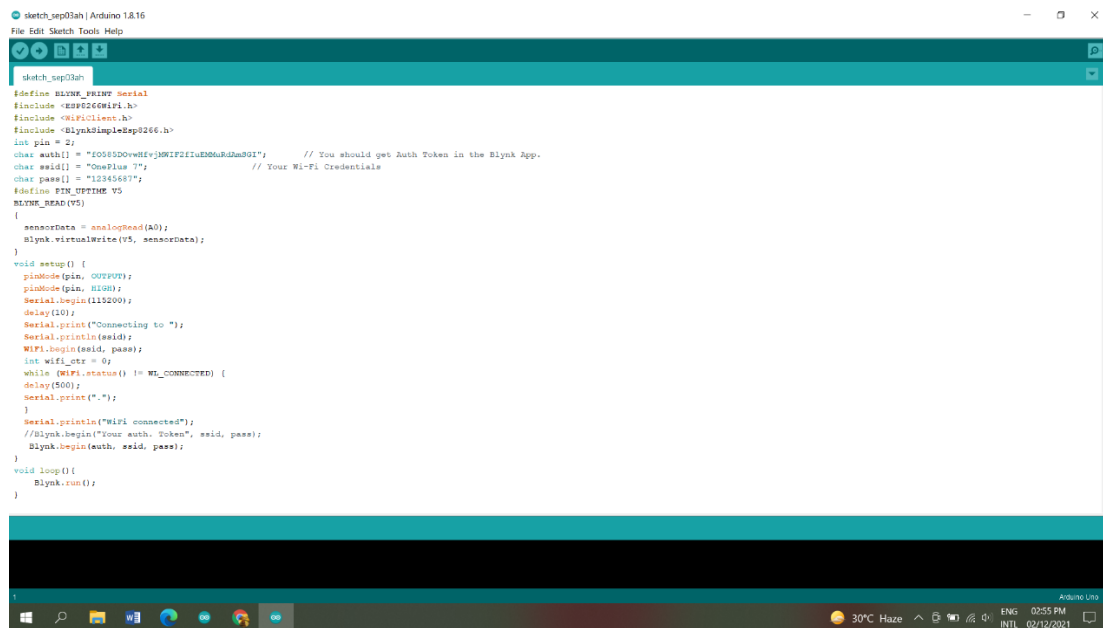 sketch_sep03ah | Arduino 1.8.16
File Edit Sketch Tools Help
sketch_sep03ah
#define BLYNK_PRINT Serial
#include <ESP8266WiFi.h>
#include <WiFiClient.h>
#include <BlynkSimpleEsp8266.h>
int pin = 2;
char auth[] = "fO585DOvwHfvjMWIF2fIuEMMuRdAmSGI"; // You should get Auth Token in the Blynk App.
char ssid[] = "OnePlus 7"; // Your Wi-Fi Credentials
char pass[] = "12345687";
#define PIN_UPTIME V5
BLYNK_READ(V5)
{
sensorData = analogRead(A0);
Blynk.virtualWrite(V5, sensorData);
}
void setup() {
pinMode(pin, OUTPUT);
pinMode(pin, HIGH);
Serial.begin(115200);
delay(10);
Serial.print("Connecting to ");
Serial.println(ssid);
WiFi.begin(ssid, pass);
int wifi_ctr = 0;
while (WiFi.status() != WL_CONNECTED) {
delay(500);
Serial.print(".");
}
Serial.println("WiFi connected");
//Blynk.begin("Your auth. Token", ssid, pass);
Blynk.begin(auth, ssid, pass);
}
void loop(){
Blynk.run();
}
1
Arduino Uno
30°C Haze
ENG
INTL
02:55 PM
02/12/2021